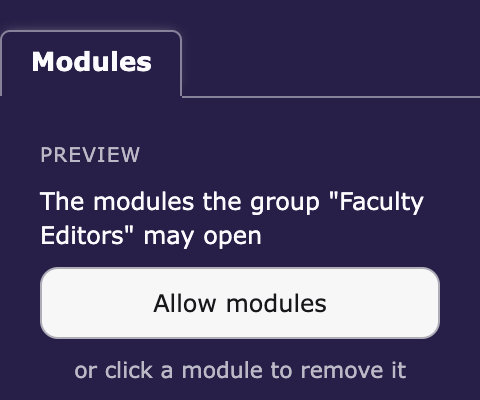 Modules
PREVIEW
The modules the group "Faculty
Editors" may open
Allow modules
or click a module to remove it